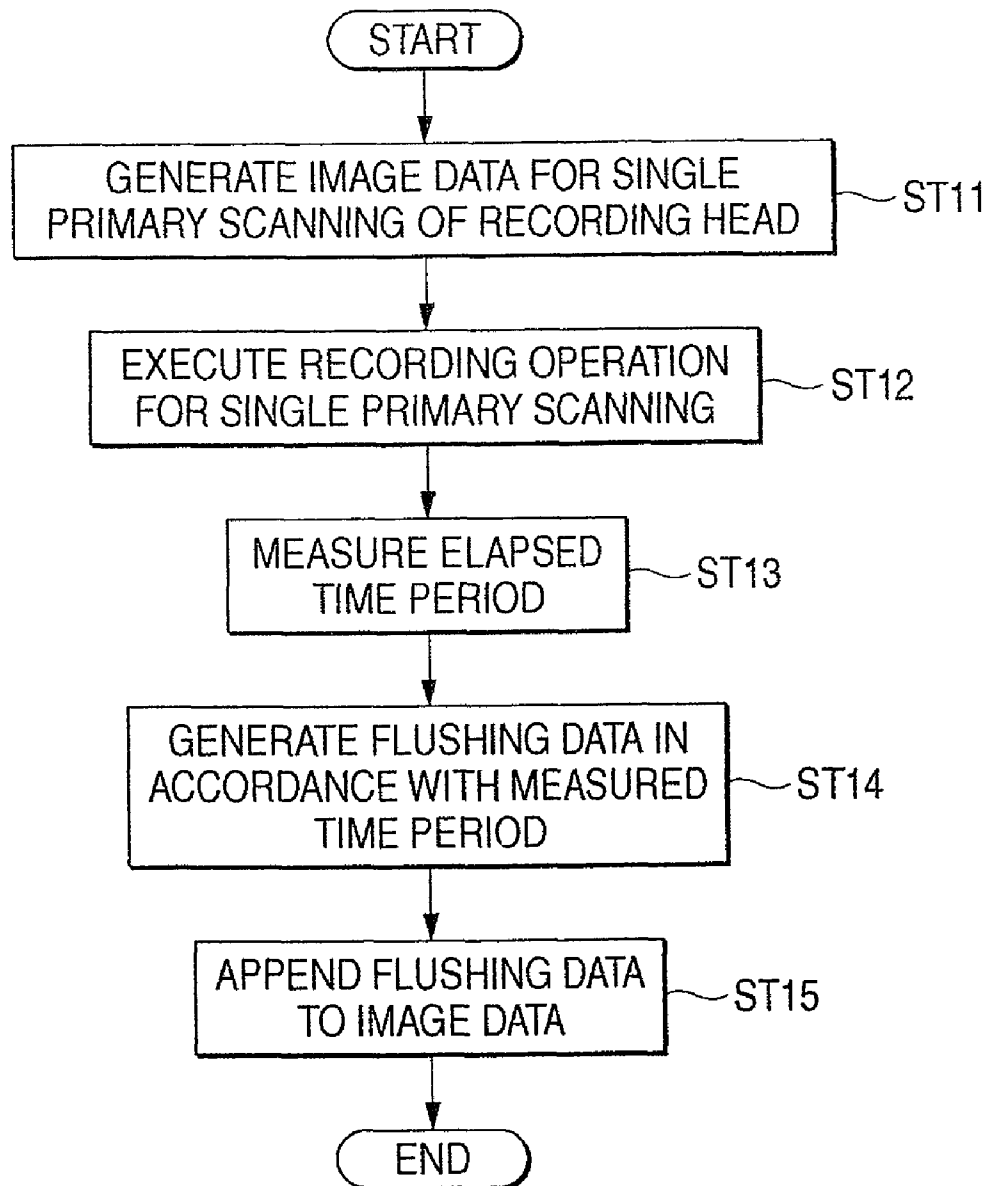 START
GENERATE IMAGE DATA FOR SINGLE
PRIMARY SCANNING OF RECORDING HEAD
ST11
EXECUTE RECORDING OPERATION
FOR SINGLE PRIMARY SCANNING
ST12
MEASURE ELAPSED
TIME PERIOD
ST13
GENERATE FLUSHING DATA IN
ACCORDANCE WITH MEASURED
TIME PERIOD
ST14
APPEND FLUSHING DATA
TO IMAGE DATA
ST15
END